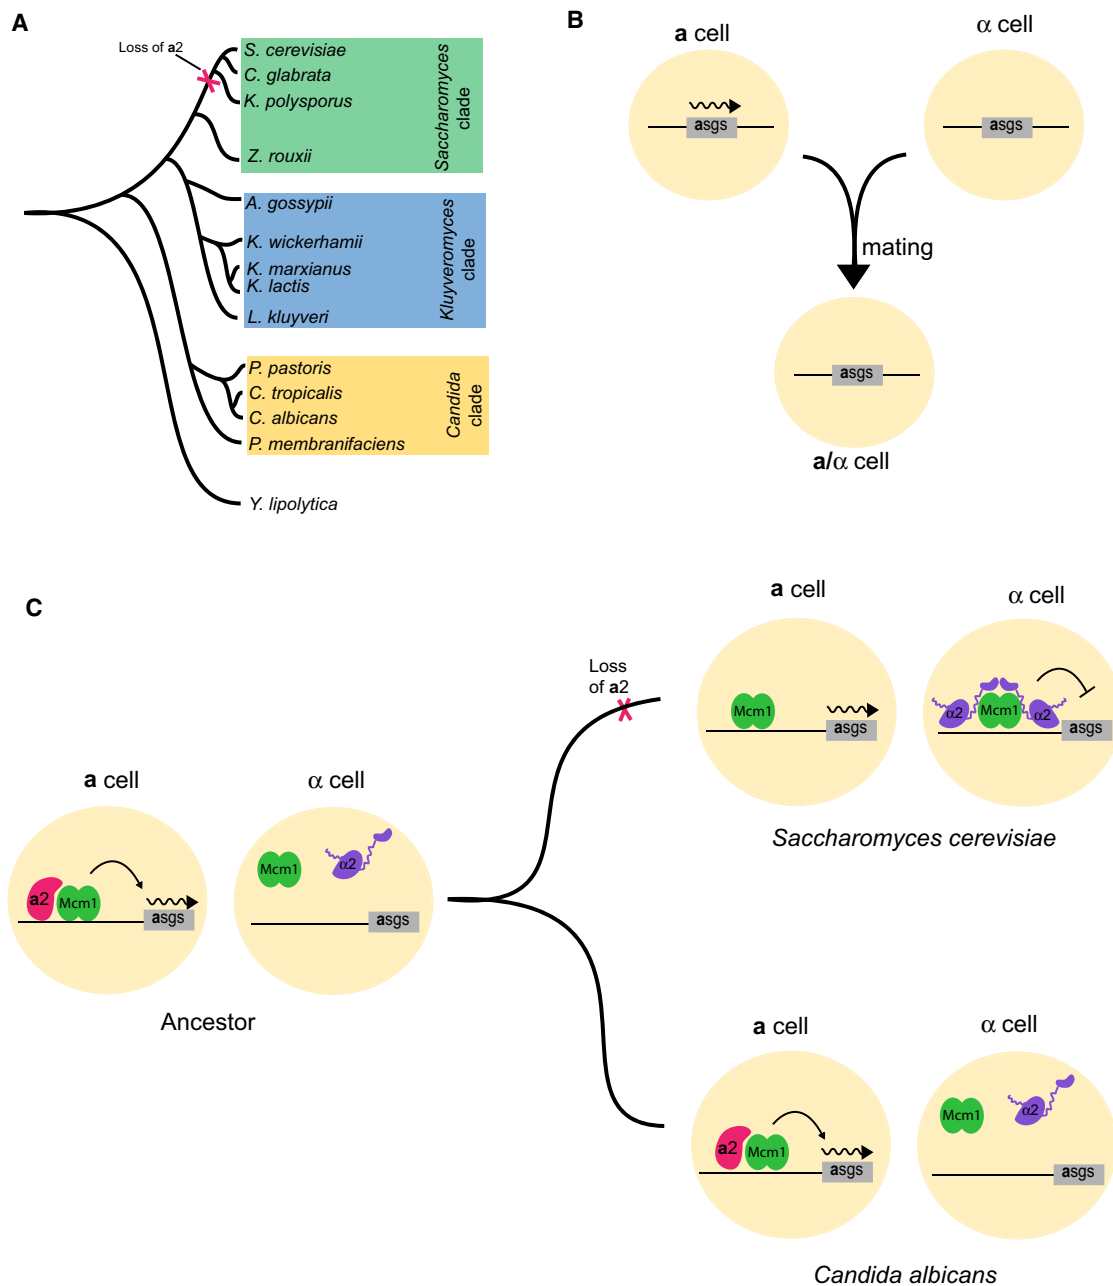 A
Loss of a2
S. cerevisiae
C. glabrata
K. polysporus
Z. rouxii
Saccharomyces
clade
A. gossypii
K. wickerhamii
K. marxianus
K. lactis
L. kluyveri
Kluyveromyces
clade
P. pastoris
C. tropicalis
C. albicans
P. membranifaciens
Candida
clade
Y. lipolytica
B
a cell
α cell
asgs
asgs
mating
asgs
a/α cell
C
a cell
α cell
a2
Mcm1
asgs
Mcm1
α2
asgs
Ancestor
Loss
of a2
a cell
α cell
Mcm1
asgs
α2
Mcm1
α2
asgs
Saccharomyces cerevisiae
a cell
α cell
a2
Mcm1
asgs
Mcm1
α2
asgs
Candida albicans